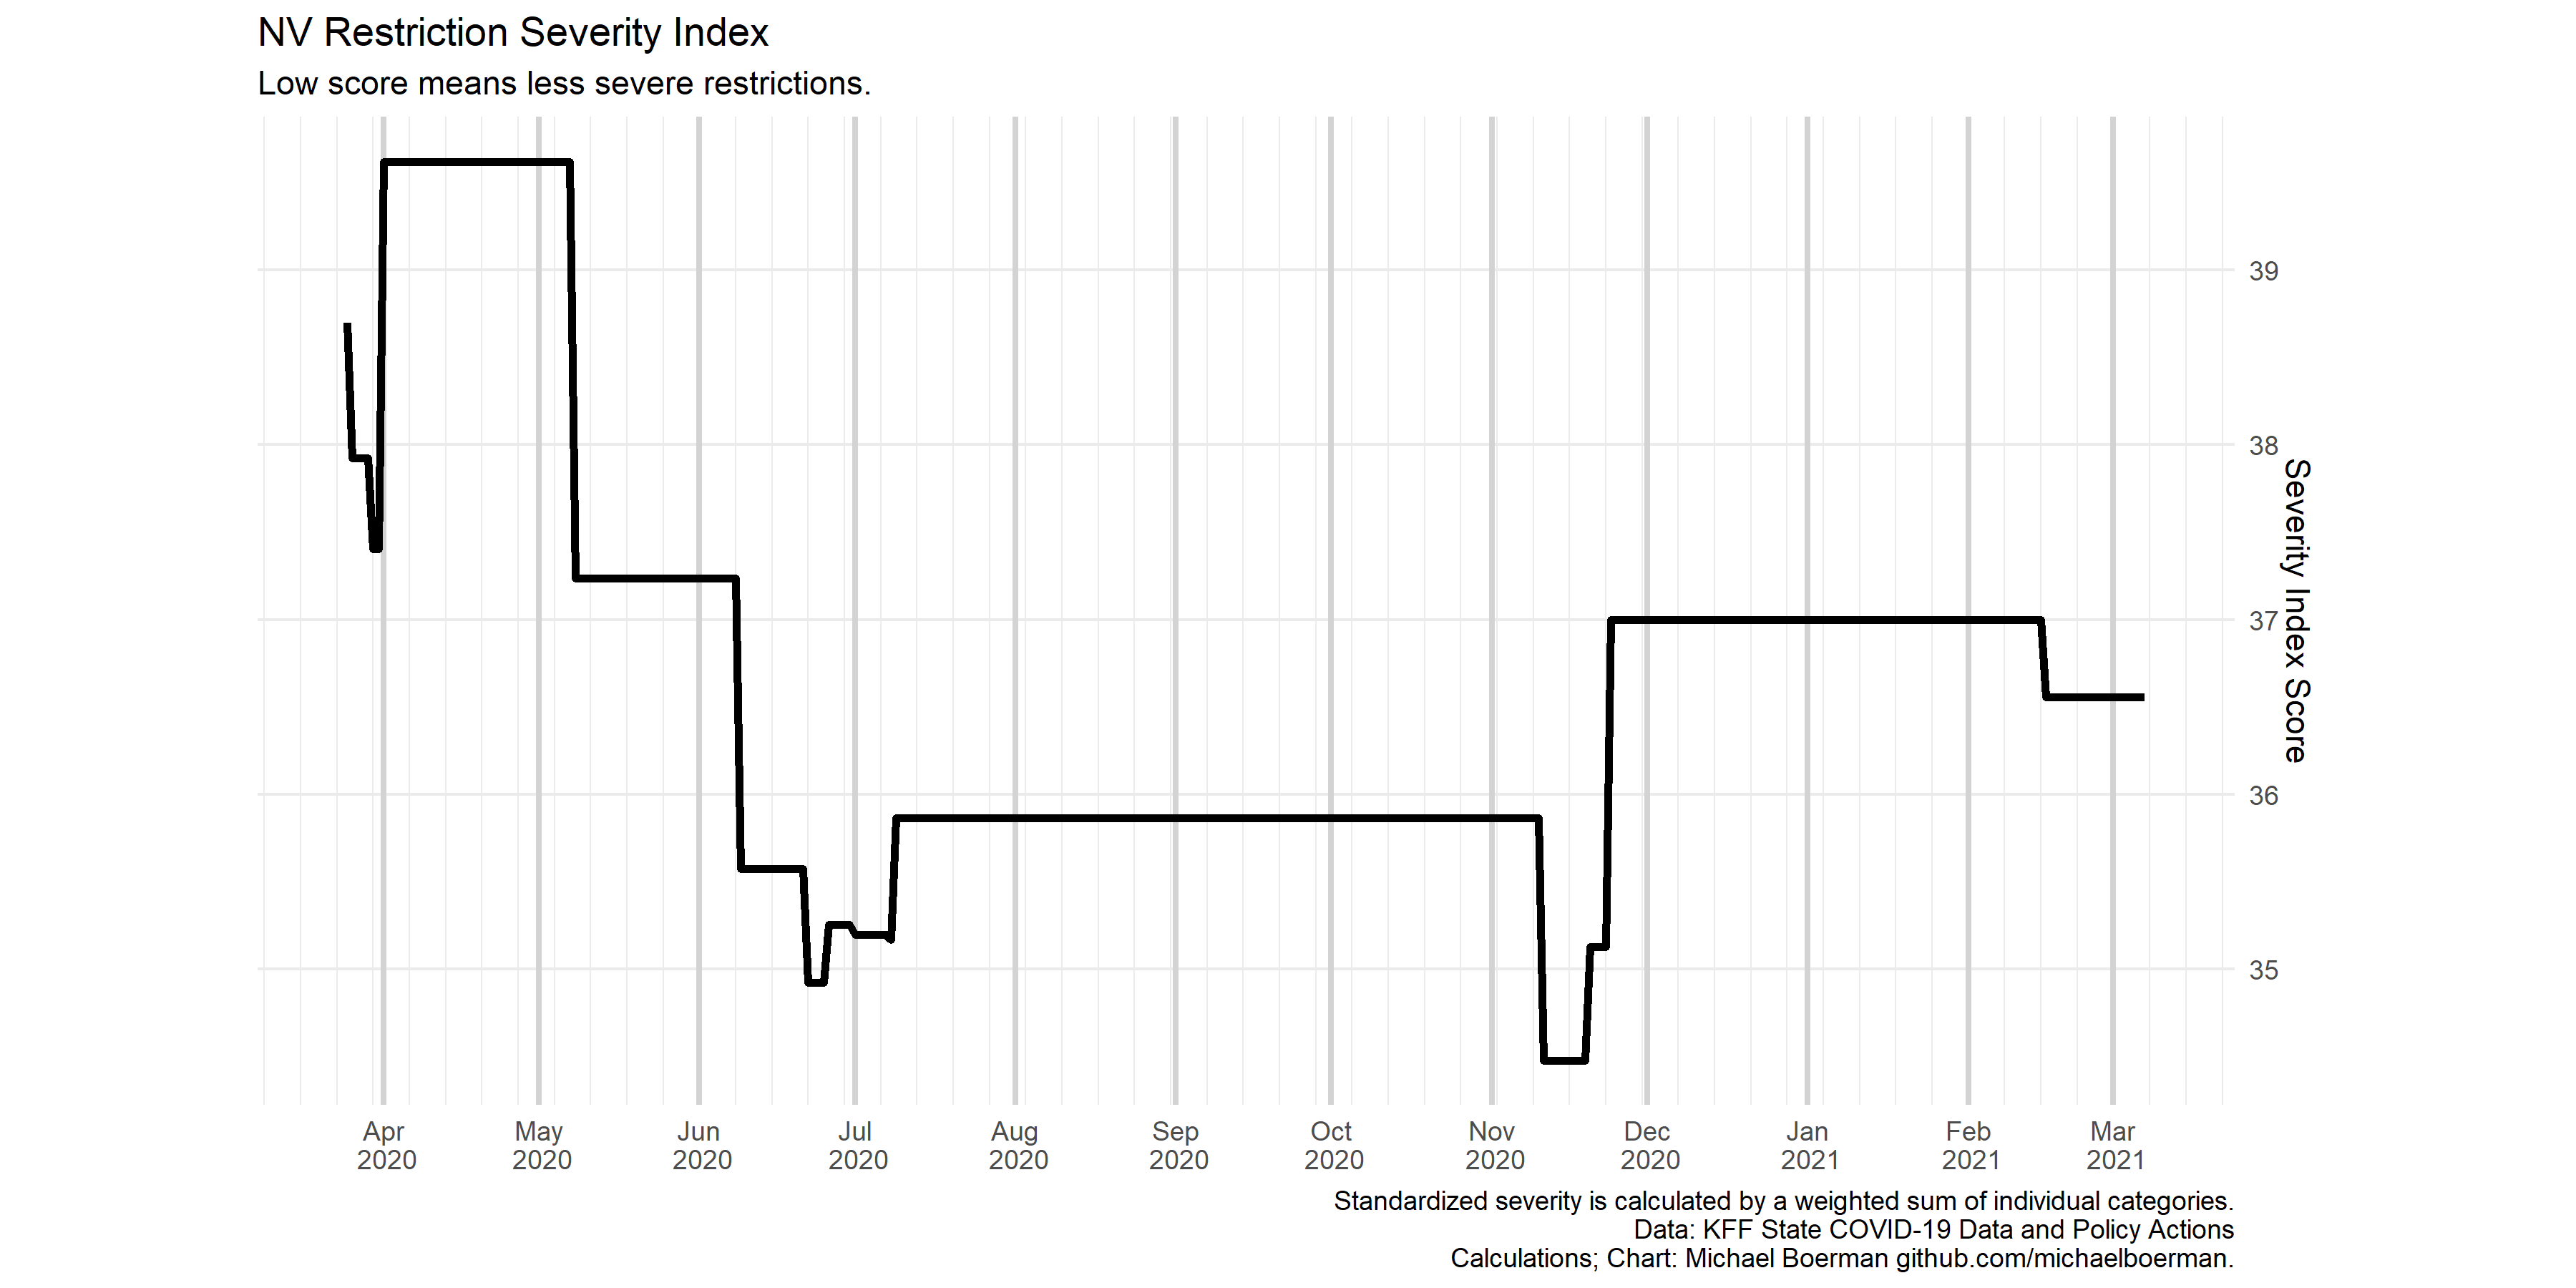 NV Restriction Severity Index
Low score means less severe restrictions.
39
38
37
36
35
Severity Index Score
Apr
2020
May
2020
Jun
2020
Jul
2020
Aug
2020
Sep
2020
Oct
2020
Nov
2020
Dec
2020
Jan
2021
Feb
2021
Mar
2021
Standardized severity is calculated by a weighted sum of individual categories.
Data: KFF State COVID-19 Data and Policy Actions
Calculations; Chart: Michael Boerman github.com/michaelboerman.